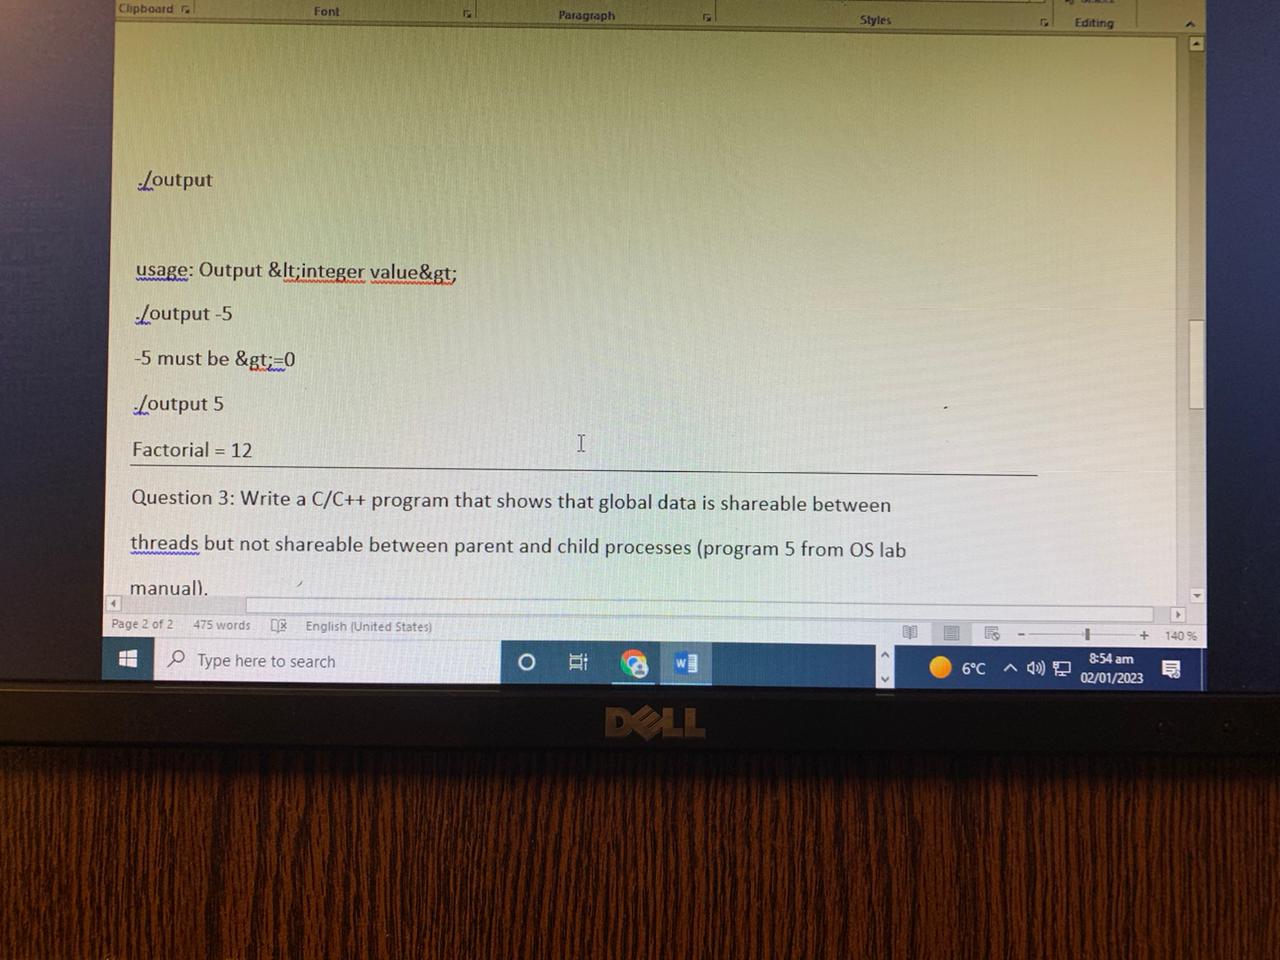 Clipboard
Font
Paragraph
Styles
Editing
./output
usage: Output &lt;integer value&gt;
./output -5
-5 must be &gt;=0
./output 5
Factorial = 12
Question 3: Write a C/C++ program that shows that global data is shareable between
threads but not shareable between parent and child processes (program 5 from OS lab
manual).
Page 2 of 2 475 words English (United States)
140 %
Type here to search
W
6°C
8:54 am
02/01/2023
DELL